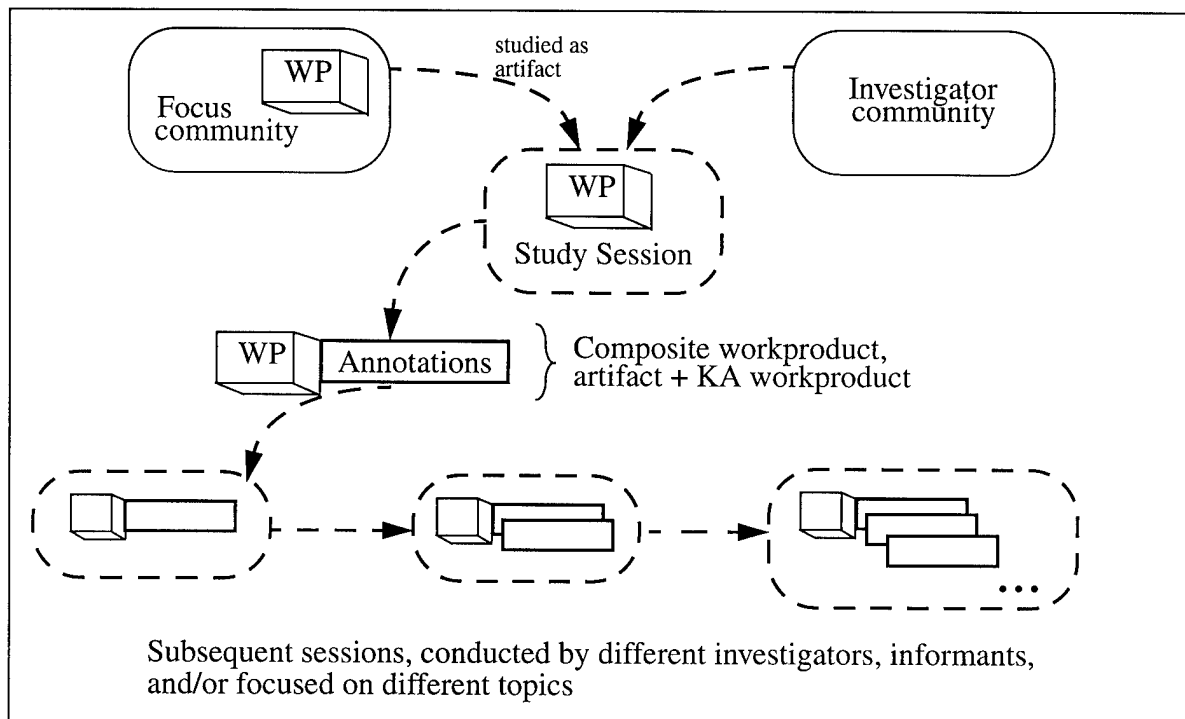 WP
Focus
community
studied as
artifact
Investigator
community
WP
Study Session
WP
Annotations
Composite workproduct,
artifact + KA workproduct
Subsequent sessions, conducted by different investigators, informants,
and/or focused on different topics